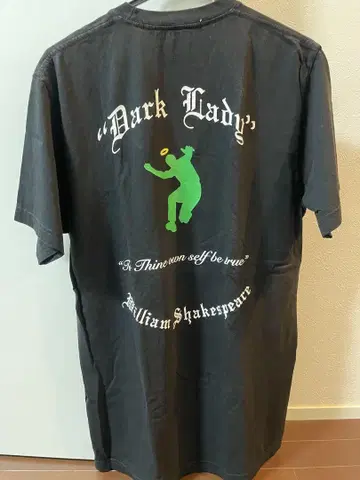 "Dark Lady"
"To Thine own self be true"
William Shakespeare